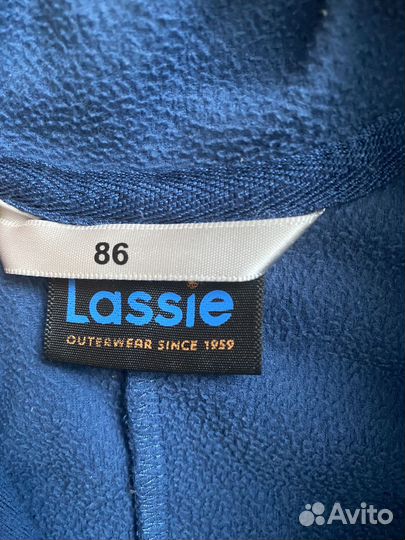 86
Lassie®
OUTERWEAR SINCE 1959
Avito